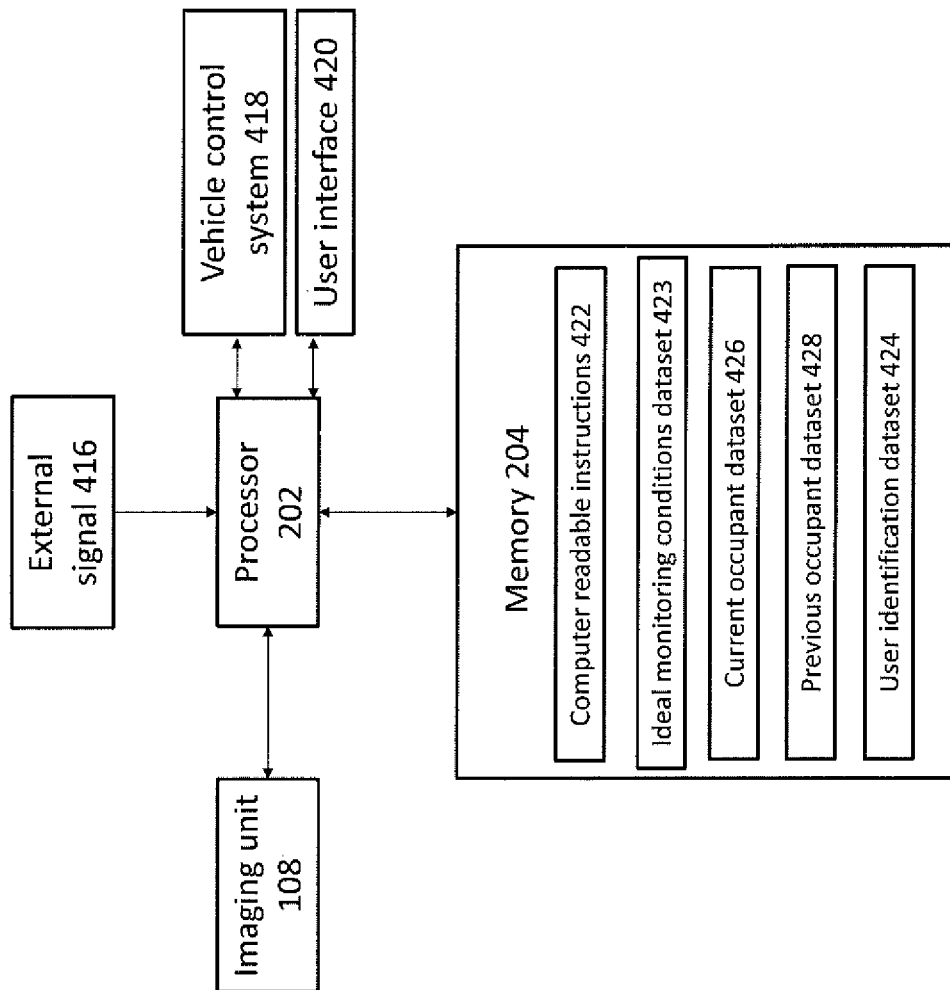 External
signal 416
Imaging unit
108
Processor
202
Vehicle control
system 418
User interface 420
Memory 204
Computer readable instructions 422
Ideal monitoring conditions dataset 423
Current occupant dataset 426
Previous occupant dataset 428
User identification dataset 424